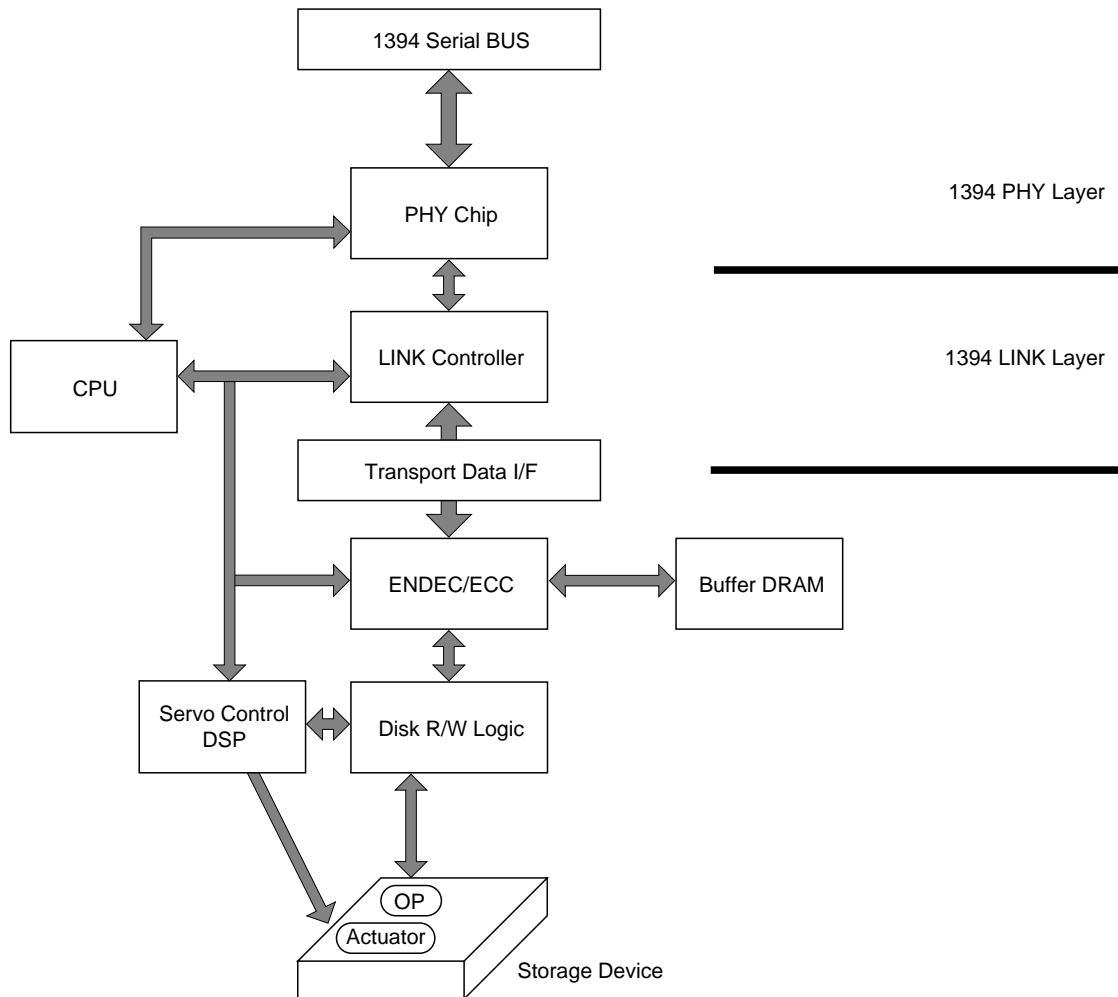 1394 Serial BUS
PHY Chip
1394 PHY Layer
LINK Controller
1394 LINK Layer
CPU
Transport Data I/F
ENDEC/ECC
Buffer DRAM
Servo Control
DSP
Disk R/W Logic
OP
Actuator
Storage Device